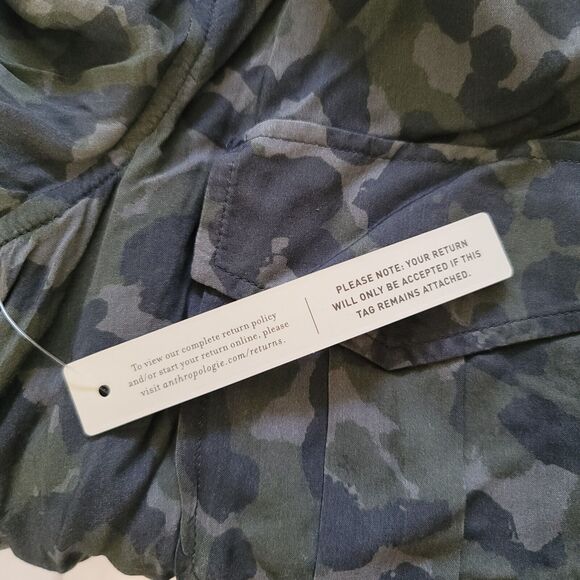 To view our complete return policy
and/or start your return online, please
visit anthropologie.com/returns.
PLEASE NOTE: YOUR RETURN
WILL ONLY BE ACCEPTED IF THIS
TAG REMAINS ATTACHED.